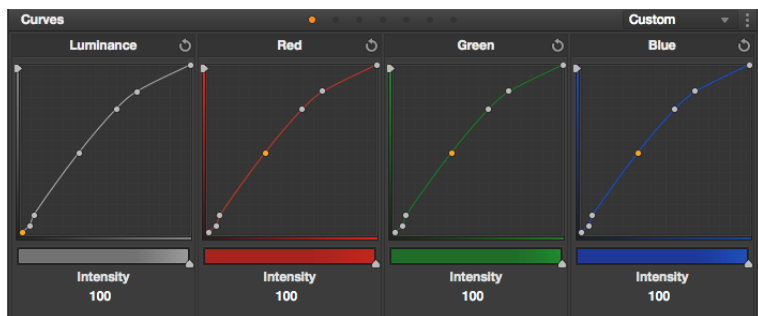 Curves
Custom
Luminance
Red
Green
Blue
Intensity
100
Intensity
100
Intensity
100
Intensity
100